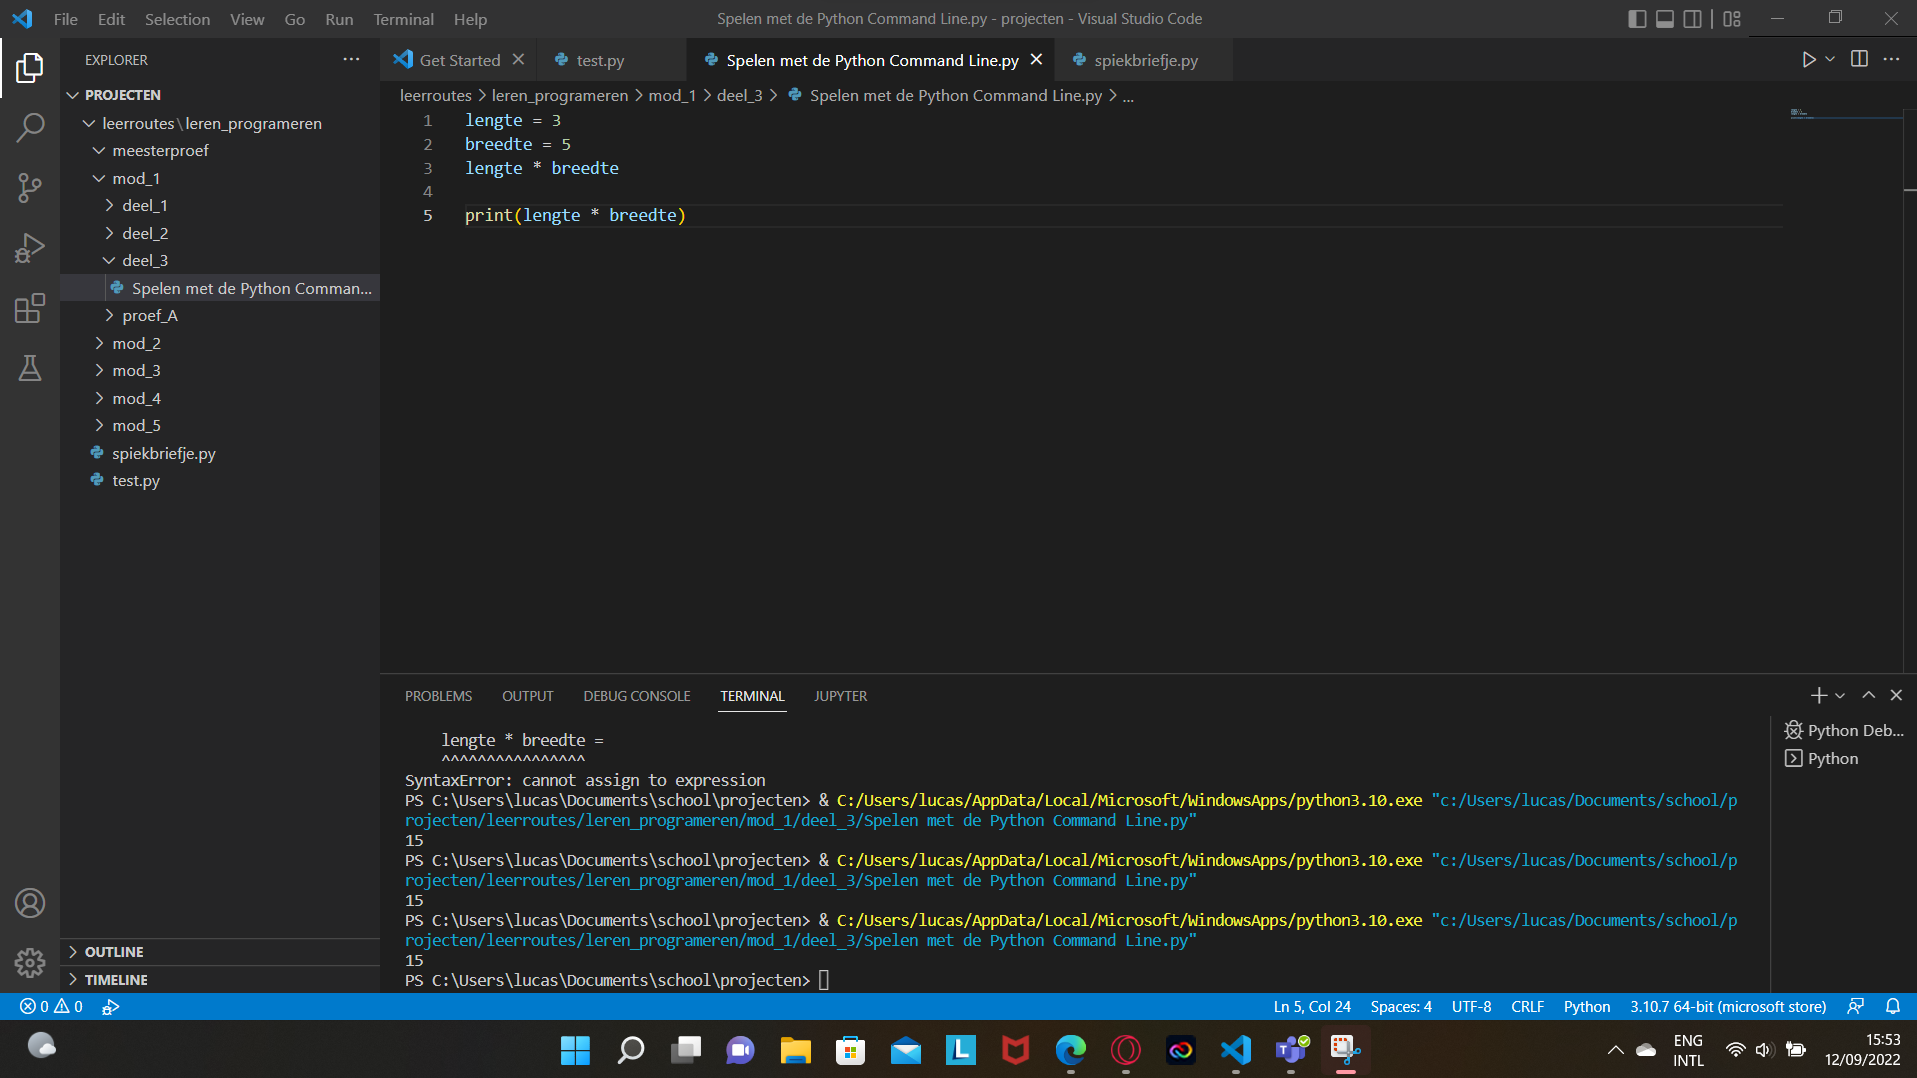 File Edit Selection View Go Run Terminal Help
Spelen met de Python Command Line.py - projecten - Visual Studio Code
EXPLORER
PROJECTEN
leerroutes\leren_programeren
meesterproef
mod_1
deel_1
deel_2
deel_3
Spelen met de Python Comman...
proef_A
mod_2
mod_3
mod_4
mod_5
spiekbriefje.py
test.py
OUTLINE
TIMELINE
Get Started test.py Spelen met de Python Command Line.py spiekbriefje.py
leerroutes > leren_programeren > mod_1 > deel_3 > Spelen met de Python Command Line.py > ...
1 lengte = 3
2 breedte = 5
3 lengte * breedte
4
5 print(lengte * breedte)
PROBLEMS OUTPUT DEBUG CONSOLE TERMINAL JUPYTER
lengte * breedte =
^^^^^^^^^^^^^^^^
SyntaxError: cannot assign to expression
PS C:\Users\lucas\Documents\school\projecten> & C:/Users/lucas/AppData/Local/Microsoft/WindowsApps/python3.10.exe "c:/Users/lucas/Documents/school/p
rojecten/leerroutes/leren_programeren/mod_1/deel_3/Spelen met de Python Command Line.py"
15
PS C:\Users\lucas\Documents\school\projecten> & C:/Users/lucas/AppData/Local/Microsoft/WindowsApps/python3.10.exe "c:/Users/lucas/Documents/school/p
rojecten/leerroutes/leren_programeren/mod_1/deel_3/Spelen met de Python Command Line.py"
15
PS C:\Users\lucas\Documents\school\projecten> & C:/Users/lucas/AppData/Local/Microsoft/WindowsApps/python3.10.exe "c:/Users/lucas/Documents/school/p
rojecten/leerroutes/leren_programeren/mod_1/deel_3/Spelen met de Python Command Line.py"
15
PS C:\Users\lucas\Documents\school\projecten>
Python Deb...
Python
0 0
Ln 5, Col 24 Spaces: 4 UTF-8 CRLF Python 3.10.7 64-bit (microsoft store)
ENG
INTL
15:53
12/09/2022